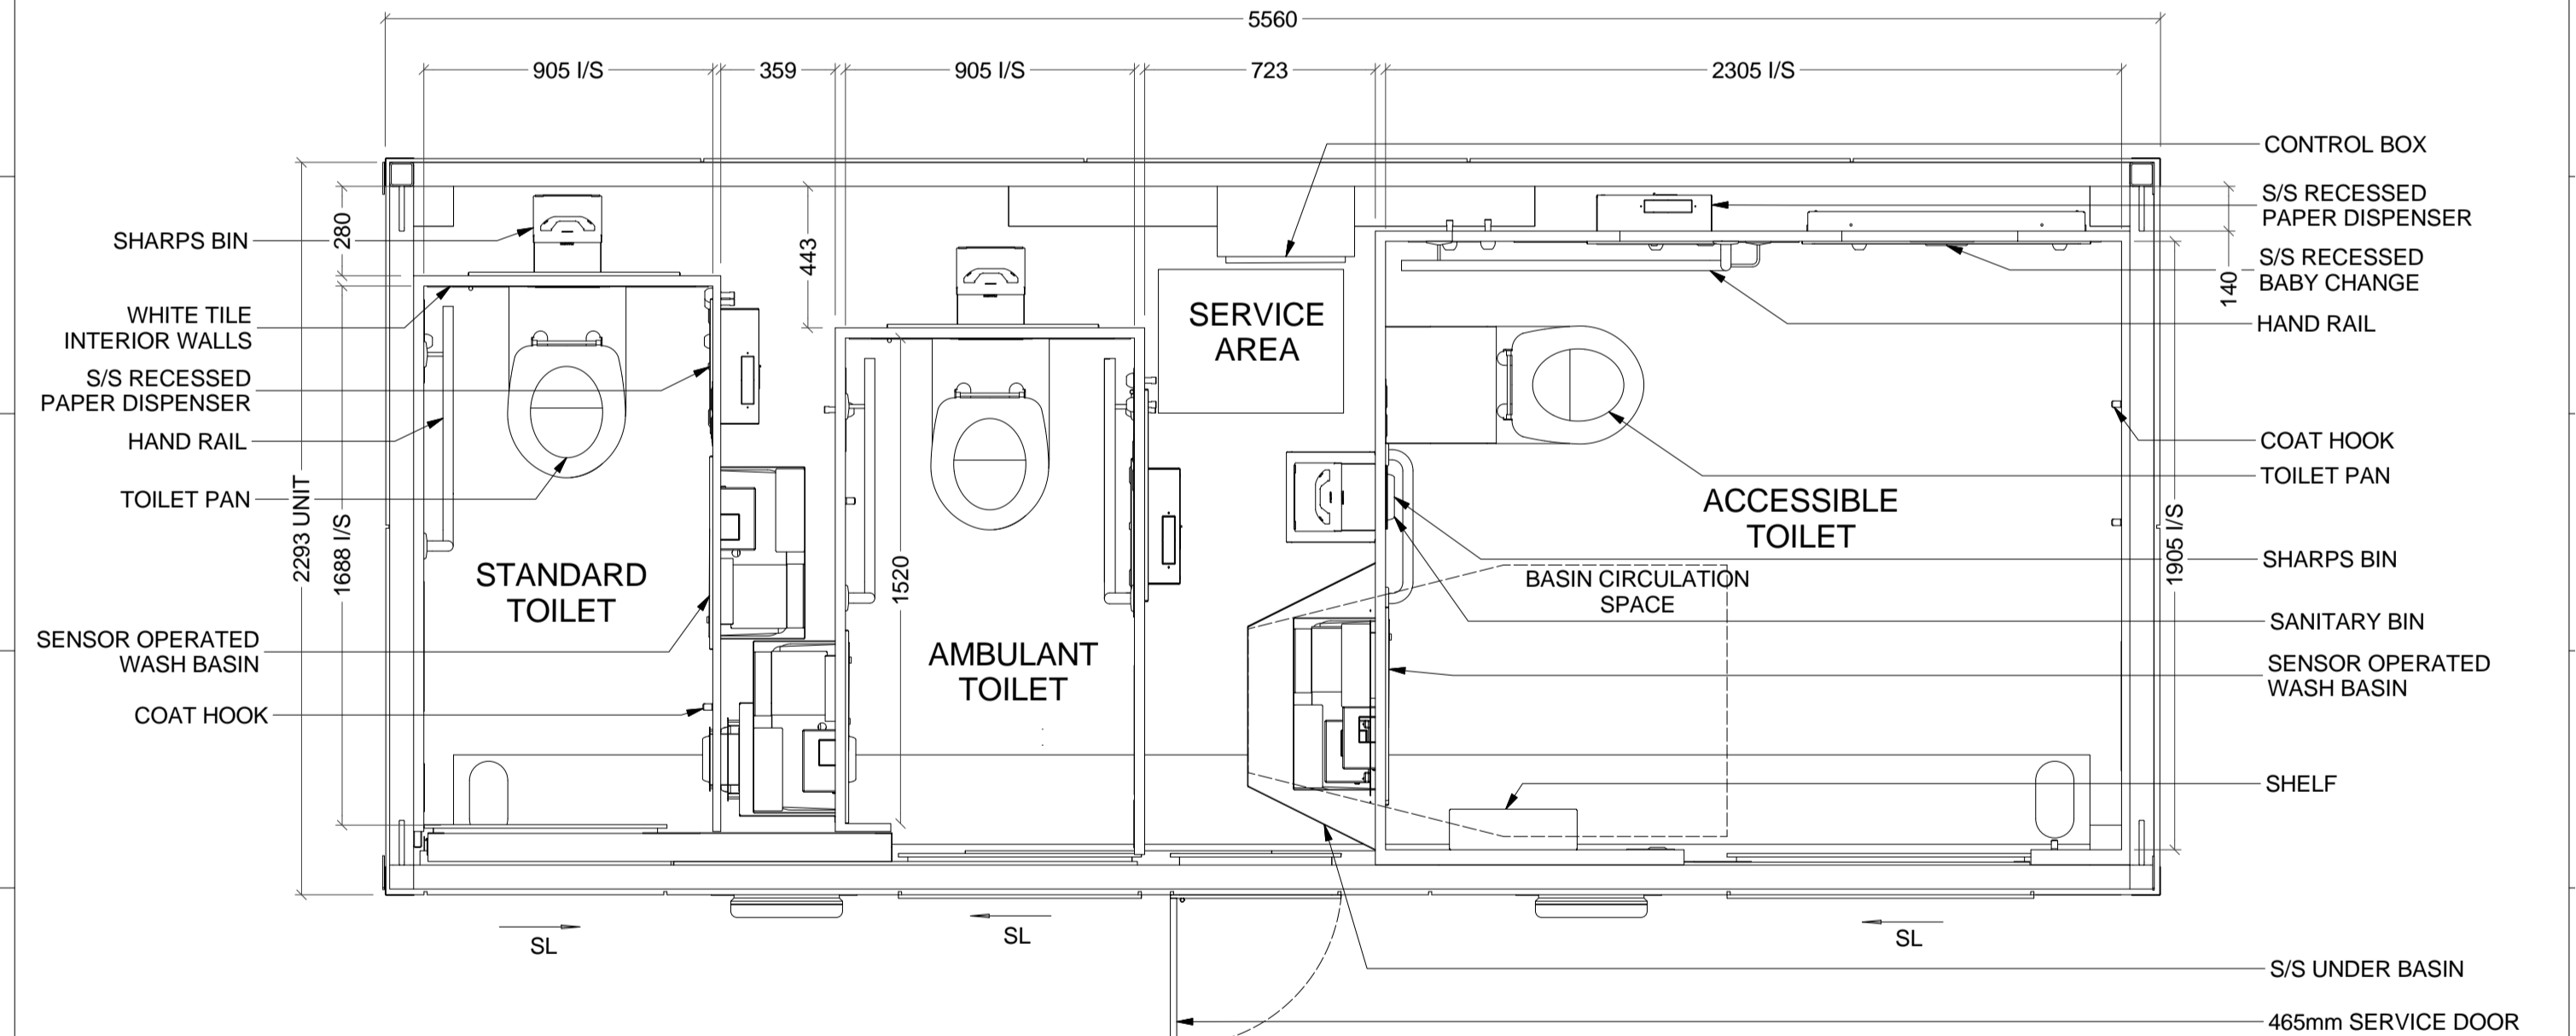 5560
905 I/S
359
905 I/S
723
2305 I/S
CONTROL BOX
S/S RECESSED
PAPER DISPENSER
S/S RECESSED
BABY CHANGE
HAND RAIL
COAT HOOK
TOILET PAN
SHARPS BIN
SANITARY BIN
SENSOR OPERATED
WASH BASIN
SHELF
S/S UNDER BASIN
465mm SERVICE DOOR
SHARPS BIN
WHITE TILE
INTERIOR WALLS
S/S RECESSED
PAPER DISPENSER
HAND RAIL
TOILET PAN
SENSOR OPERATED
WASH BASIN
COAT HOOK
2293 UNIT
280
1688 I/S
443
1520
140
1905 I/S
STANDARD
TOILET
AMBULANT
TOILET
SERVICE
AREA
ACCESSIBLE
TOILET
BASIN CIRCULATION
SPACE
SL
SL
SL